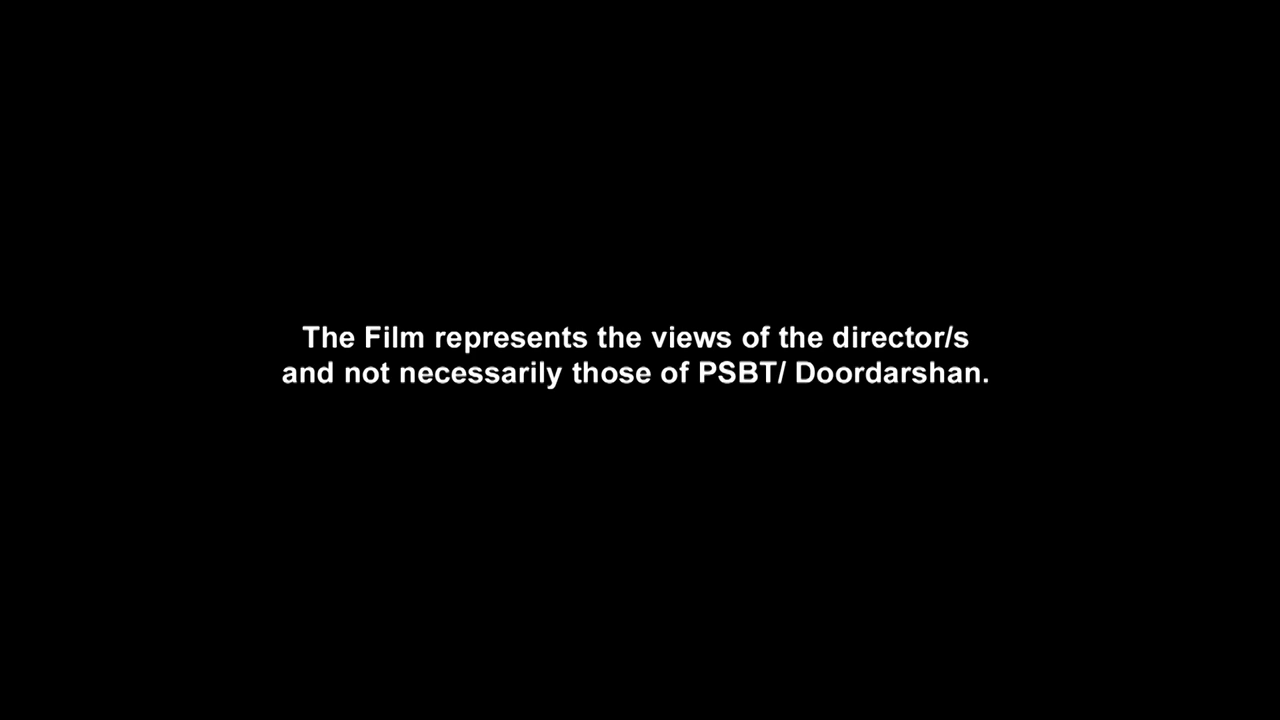 The Film represents the views of the director/s
and not necessarily those of PSBT/ Doordarshan.